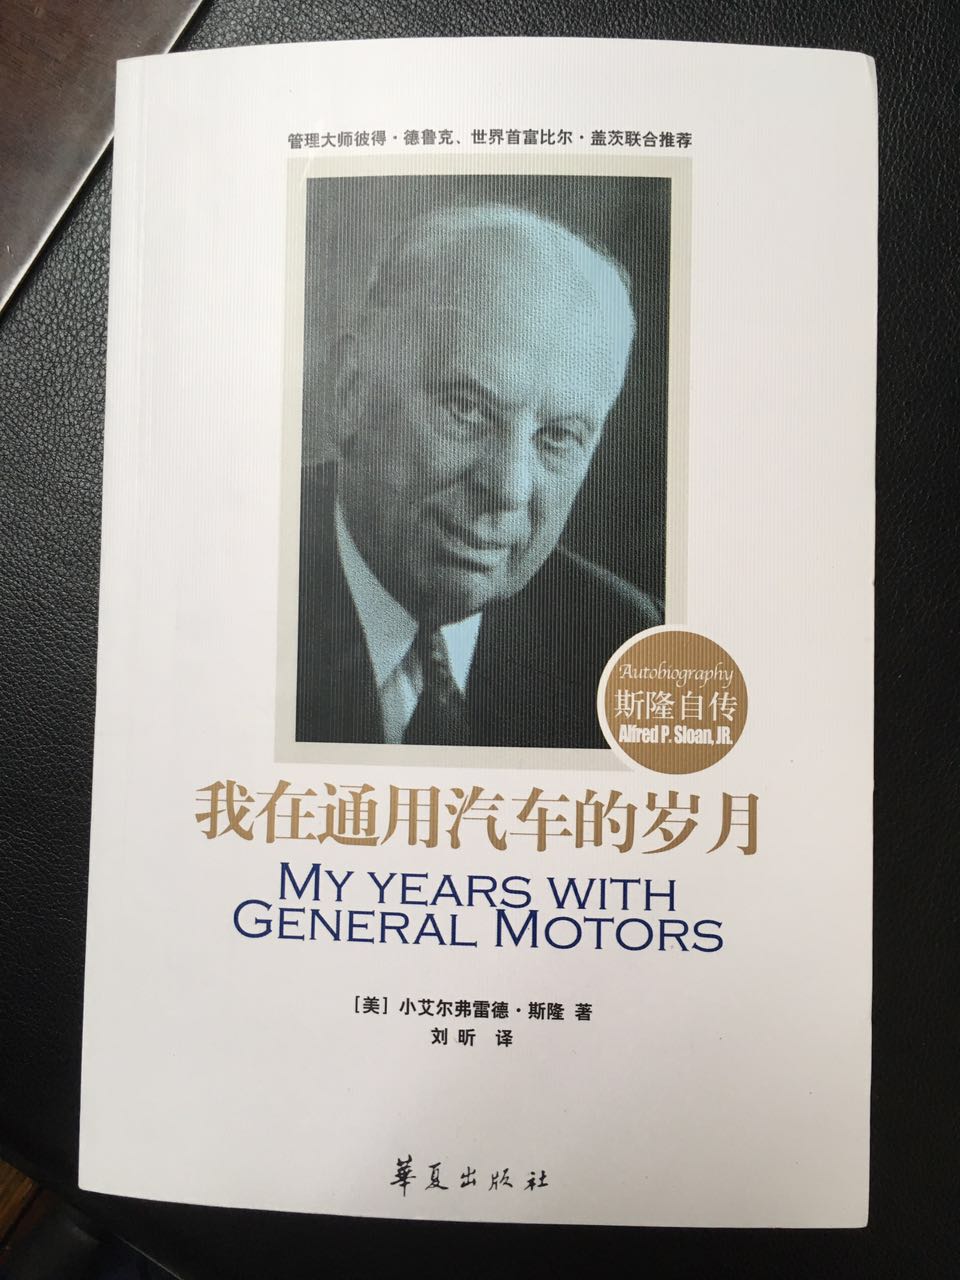 管理大师彼得·德鲁克、世界首富比尔·盖茨联合推荐
Autobiography
斯隆自传
Alfred P. Sloan, JR.
我在通用汽车的岁月
MY YEARS WITH
GENERAL MOTORS
[美] 小艾尔弗雷德·斯隆 著
刘昕 译
華夏出版社